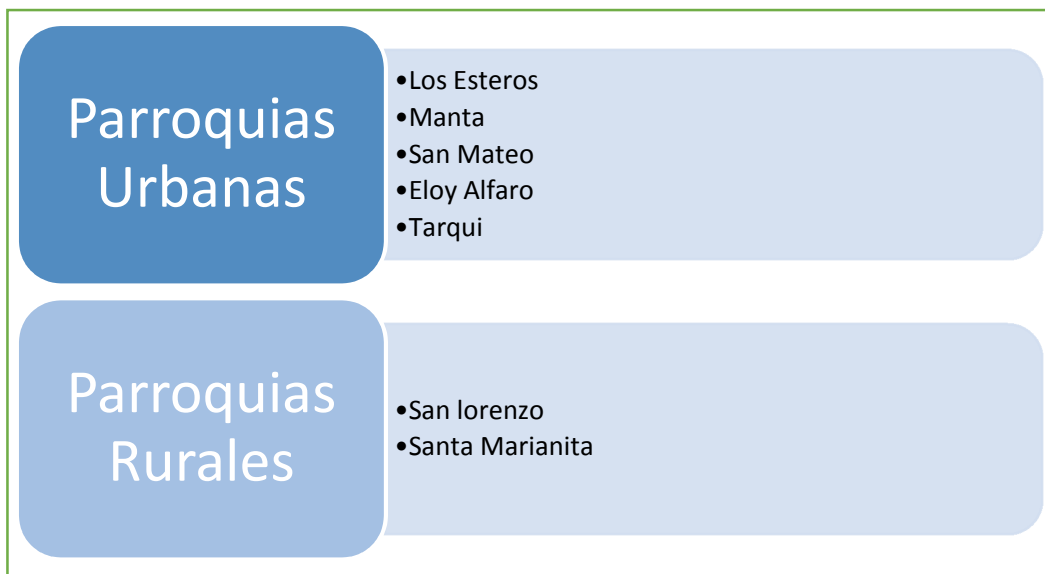 Parroquias
Urbanas
•Los Esteros
•Manta
•San Mateo
•Eloy Alfaro
•Tarqui
Parroquias
Rurales
•San lorenzo
•Santa Marianita